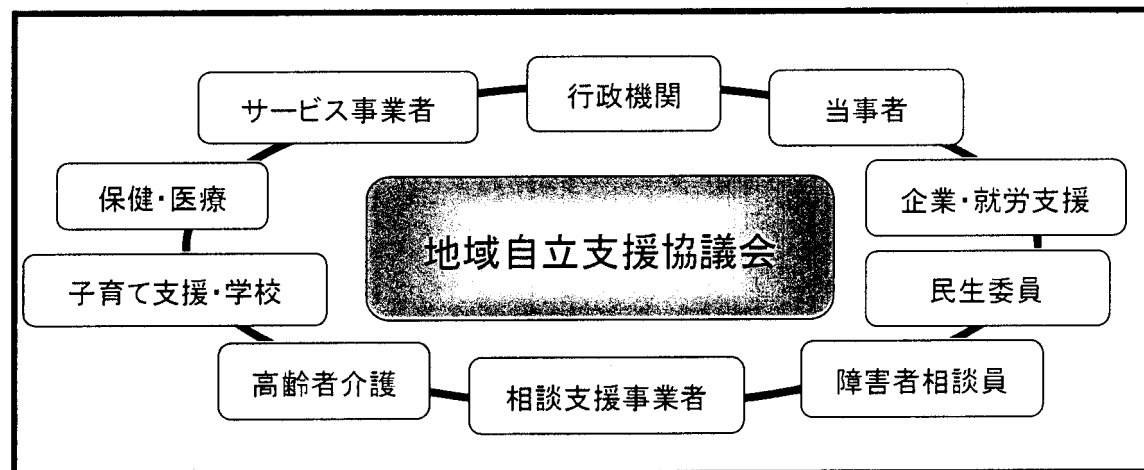 行政機関
サービス事業者
当事者
保健・医療
企業・就労支援
地域自立支援協議会
子育て支援・学校
民生委員
高齢者介護
相談支援事業者
障害者相談員